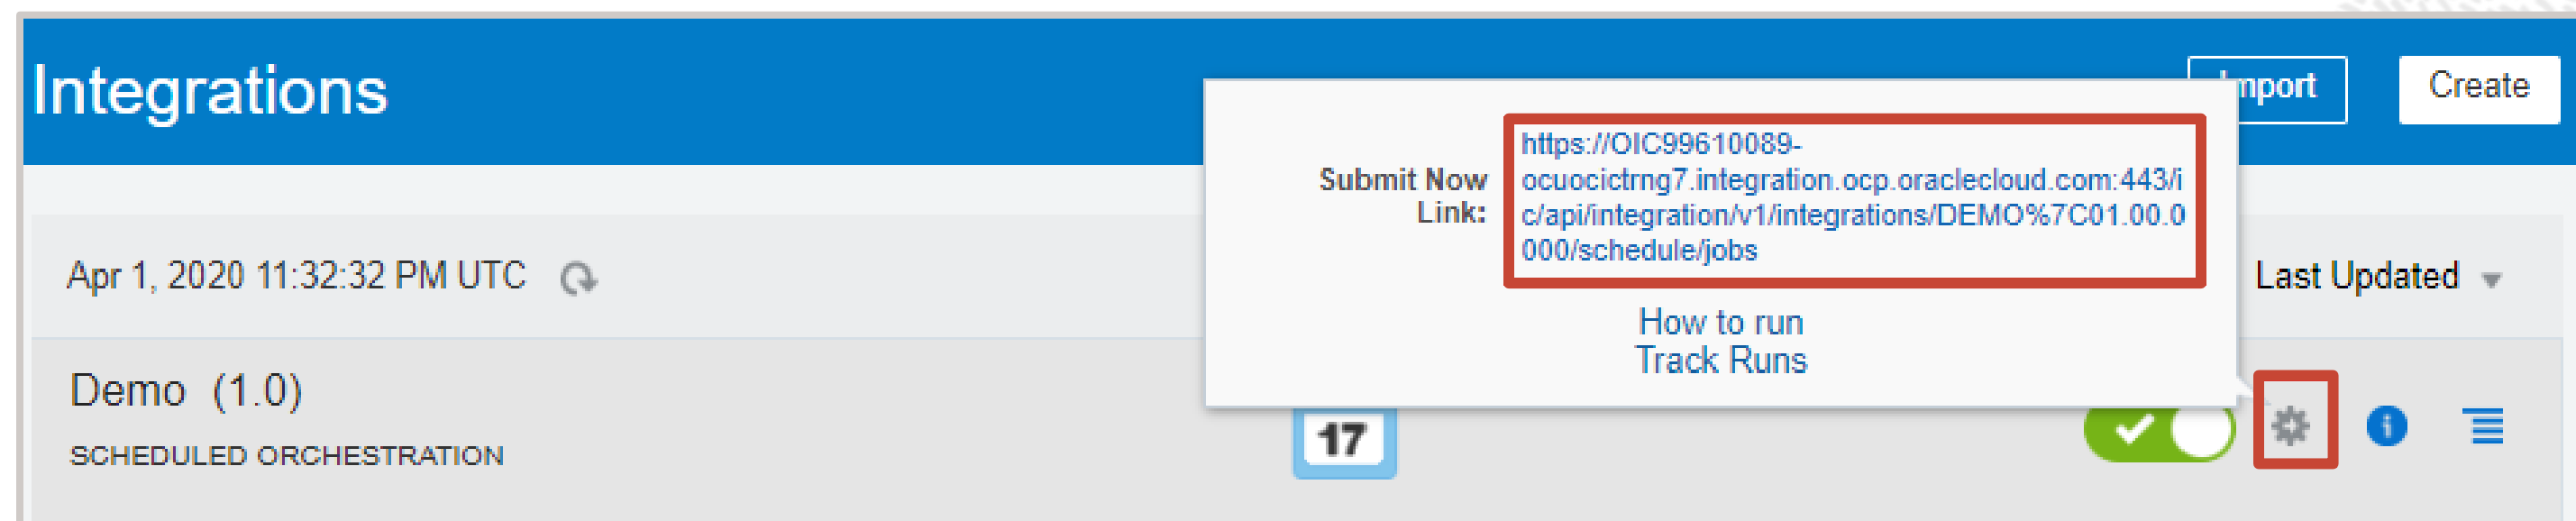 Integrations
Import
Create
Submit Now
Link:
https://OIC99610089-
ocuocictrng7.integration.ocp.oraclecloud.com:443/i
c/api/integration/v1/integrations/DEMO%7C01.00.0
000/schedule/jobs
How to run
Track Runs
Apr 1, 2020 11:32:32 PM UTC
Last Updated
Demo (1.0)
SCHEDULED ORCHESTRATION
17